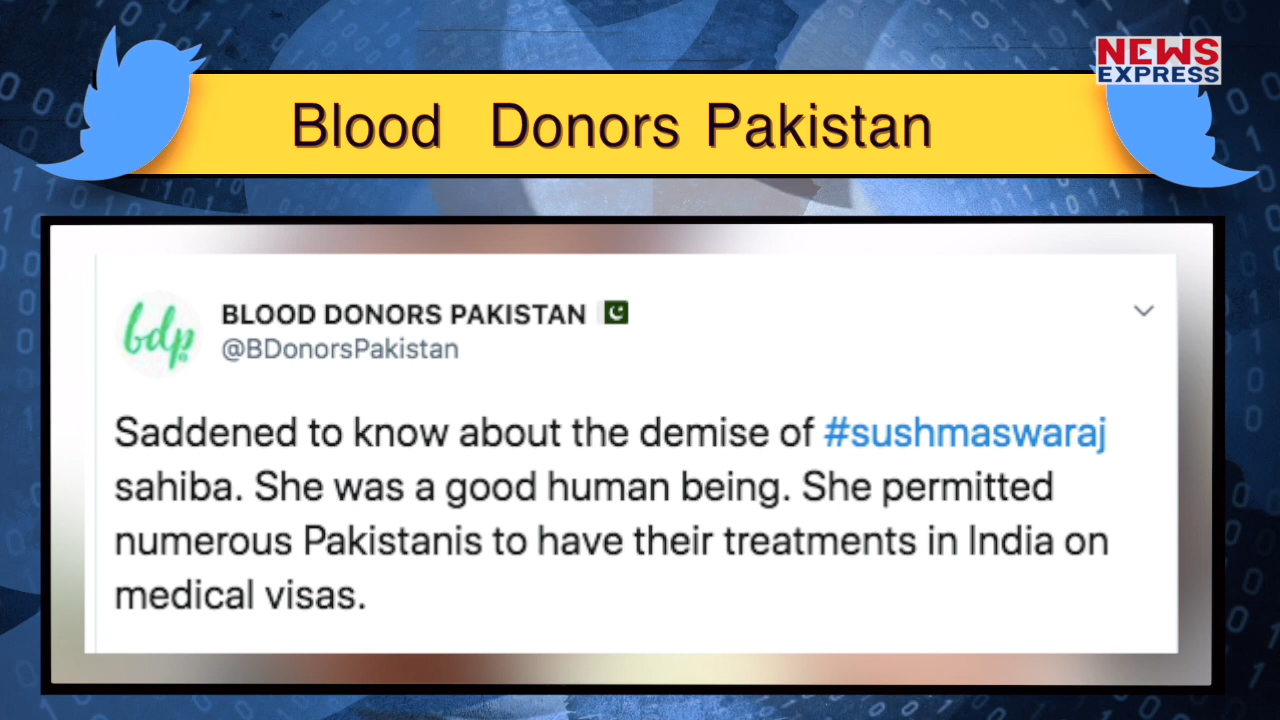 NEWS
EXPRESS
Blood Donors Pakistan
bdp
BLOOD DONORS PAKISTAN
@BDonorsPakistan
Saddened to know about the demise of #sushmaswaraj
sahiba. She was a good human being. She permitted
numerous Pakistanis to have their treatments in India on
medical visas.